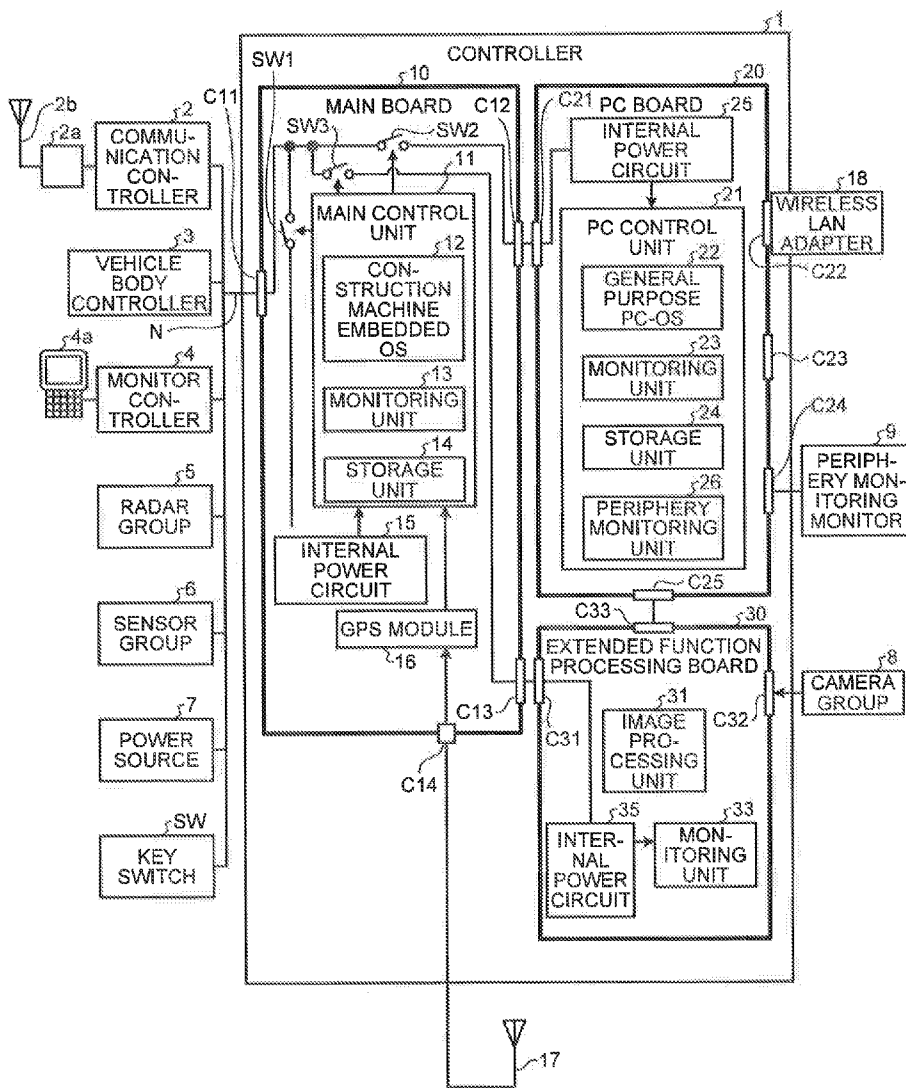 1
CONTROLLER
SW1
10
20
C11
MAIN BOARD
C12
C21
PC BOARD
25
2b
2a
2
COMMU-
NICATION
CON-
TROLLER
SW3
SW2
INTERNAL
POWER
CIRCUIT
11
MAIN CONTROL
UNIT
21
18
WIRELESS
LAN
ADAPTER
PC CONTROL
UNIT
12
CON-
STRUCTION
MACHINE
EMBEDDED
OS
22
GENERAL
PURPOSE
PC-OS
C22
3
VEHICLE
BODY
CONTROLLER
N
4a
4
MONITOR
CON-
TROLLER
13
MONITORING
UNIT
23
MONITORING
UNIT
C23
14
STORAGE
UNIT
24
STORAGE
UNIT
C24
9
PERIPH-
ERY MON-
ITORING
MONITOR
5
RADAR
GROUP
26
PERIPHERY
MONITORING
UNIT
15
INTERNAL
POWER
CIRCUIT
C25
6
SENSOR
GROUP
GPS MODULE
16
C33
30
EXTENDED FUNCTION
PROCESSING BOARD
8
CAMERA
GROUP
7
POWER
SOURCE
C13
C31
31
IMAGE
PRO-
CESSING
UNIT
C32
C14
SW
KEY
SWITCH
35
INTER-
NAL
POWER
CIRCUIT
33
MON-
ITORING
UNIT
17